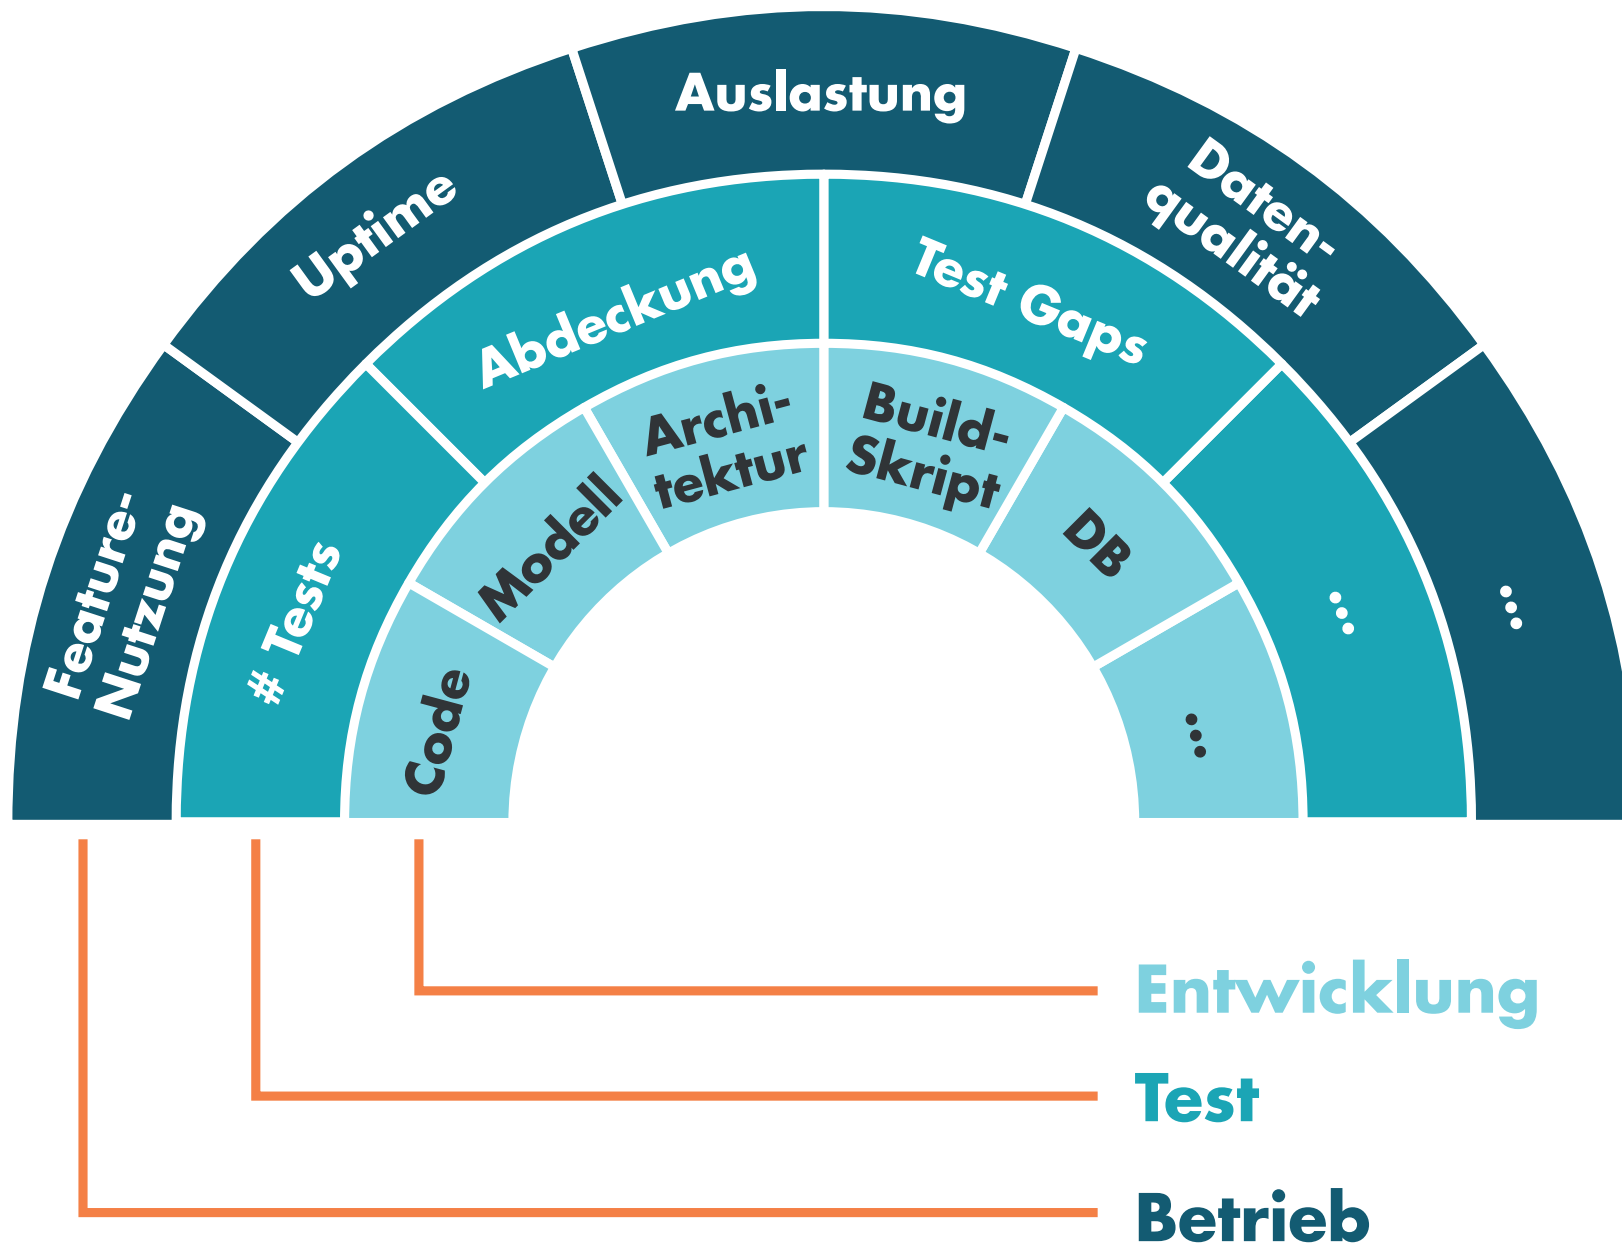 Feature-
Nutzung
Uptime
Auslastung
Daten-
qualität
...
# Tests
Abdeckung
Test Gaps
...
Code
Modell
Archi-
tektur
Build-
Skript
DB
...
Entwicklung
Test
Betrieb